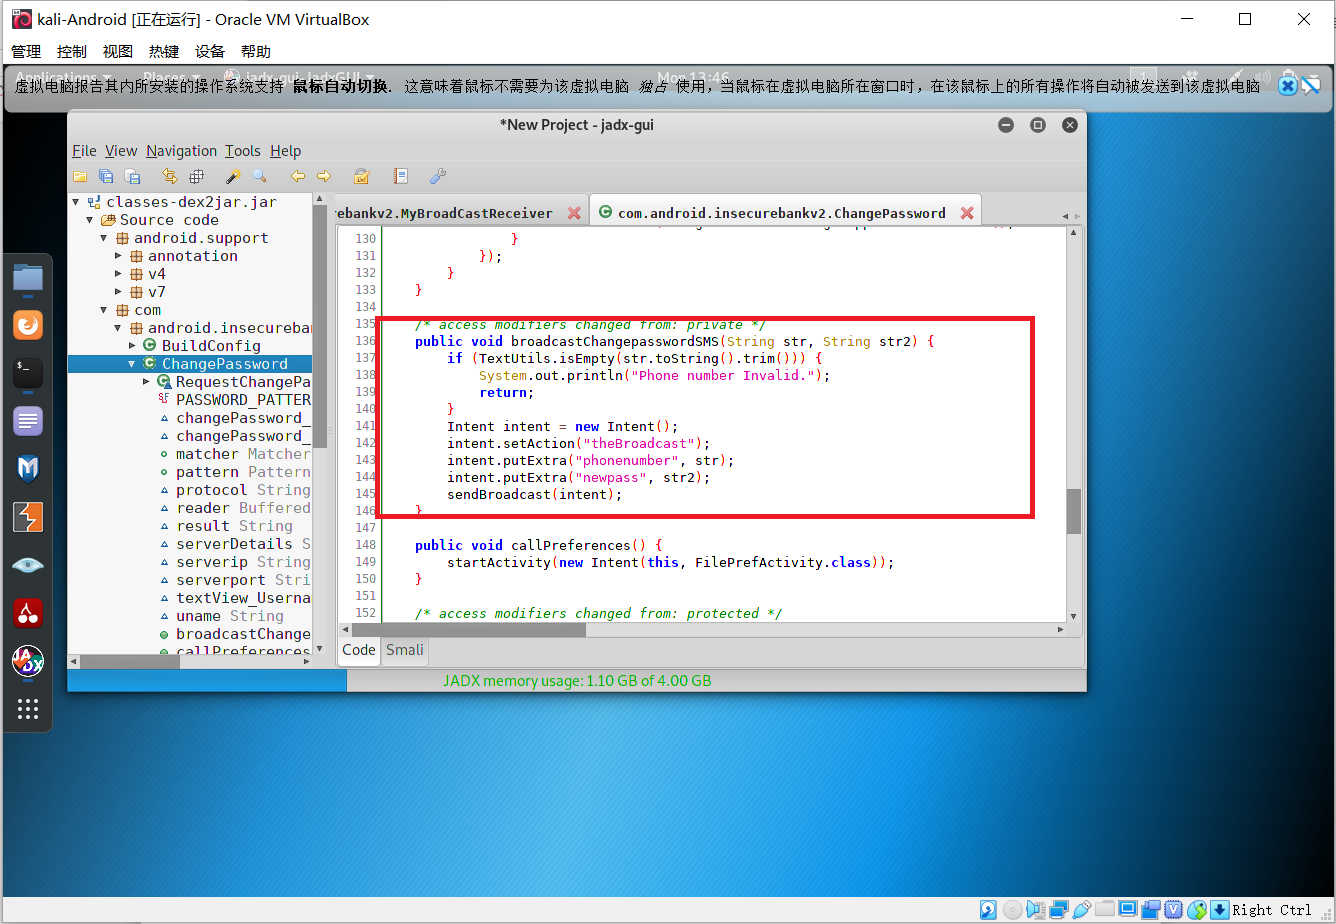 kali-Android [正在运行] - Oracle VM VirtualBox
管理 控制 视图 热键 设备 帮助
Applications Places jadx-gui-JadxGUI Mon 13:46 1
虚拟电脑报告其内所安装的操作系统支持 鼠标自动切换. 这意味着鼠标不需要为该虚拟电脑 独占 使用，当鼠标在虚拟电脑所在窗口时，在该鼠标上的所有操作将自动被发送到该虚拟电脑
*New Project - jadx-gui
File View Navigation Tools Help
classes-dex2jar.jar
Source code
android.support
annotation
v4
v7
com
android.insecureban
BuildConfig
ChangePassword
RequestChangePa
PASSWORD_PATTER
changePassword_
changePassword_
matcher Matcher
pattern Pattern
protocol String
reader Buffered
result String
serverDetails S
serverip String
serverport Stri
textView_Userna
uname String
broadcastChange
callPreferences
ebankv2.MyBroadCastReceiver
com.android.insecurebankv2.ChangePassword
130 }
131 });
132 }
133 }
134
135 /* access modifiers changed from: private */
136 public void broadcastChangepasswordSMS(String str, String str2) {
137 if (TextUtils.isEmpty(str.toString().trim())) {
138 System.out.println("Phone number Invalid.");
139 return;
140 }
141 Intent intent = new Intent();
142 intent.setAction("theBroadcast");
143 intent.putExtra("phonenumber", str);
144 intent.putExtra("newpass", str2);
145 sendBroadcast(intent);
146 }
147
148 public void callPreferences() {
149 startActivity(new Intent(this, FilePrefActivity.class));
150 }
151
152 /* access modifiers changed from: protected */
Code Smali
JADX memory usage: 1.10 GB of 4.00 GB
JADX
Right Ctrl